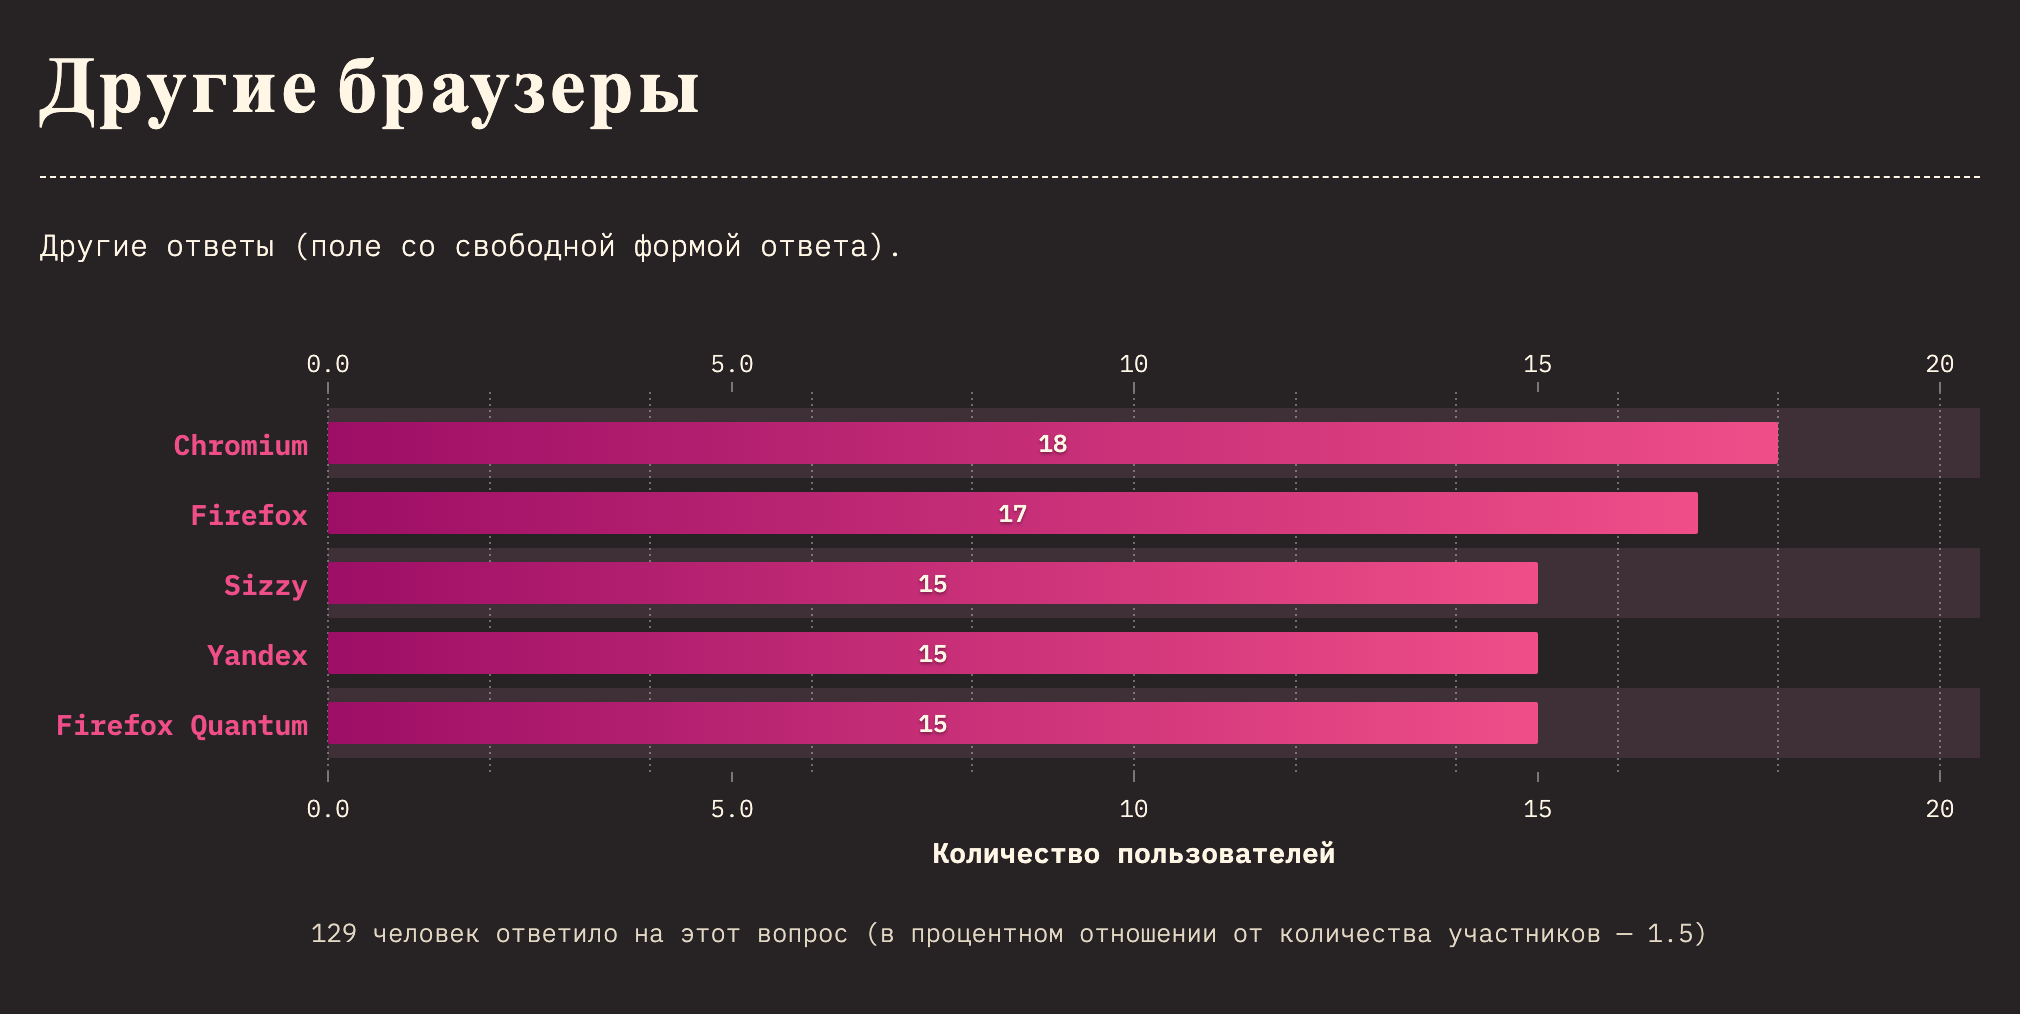 Другие браузеры
Другие ответы (поле со свободной формой ответа).
0.0 5.0 10 15 20
Chromium 18
Firefox 17
Sizzy 15
Yandex 15
Firefox Quantum 15
0.0 5.0 10 15 20
Количество пользователей
129 человек ответило на этот вопрос (в процентном отношении от количества участников — 1.5)